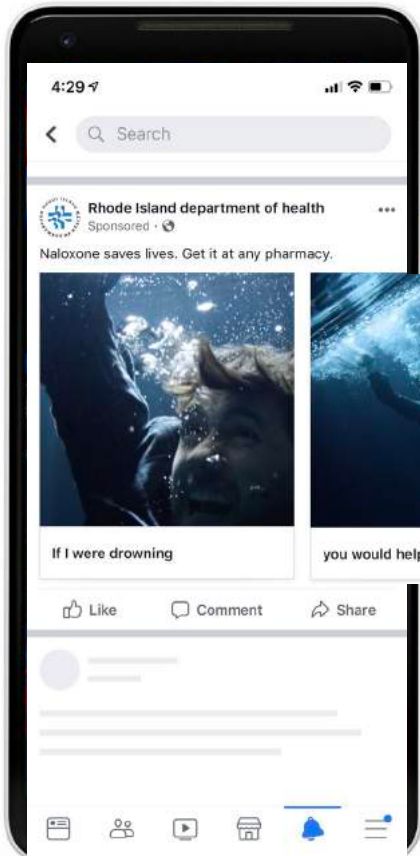 4:29
Search
Rhode Island department of health
Sponsored ·
Naloxone saves lives. Get it at any pharmacy.
If I were drowning
you would help
Like
Comment
Share